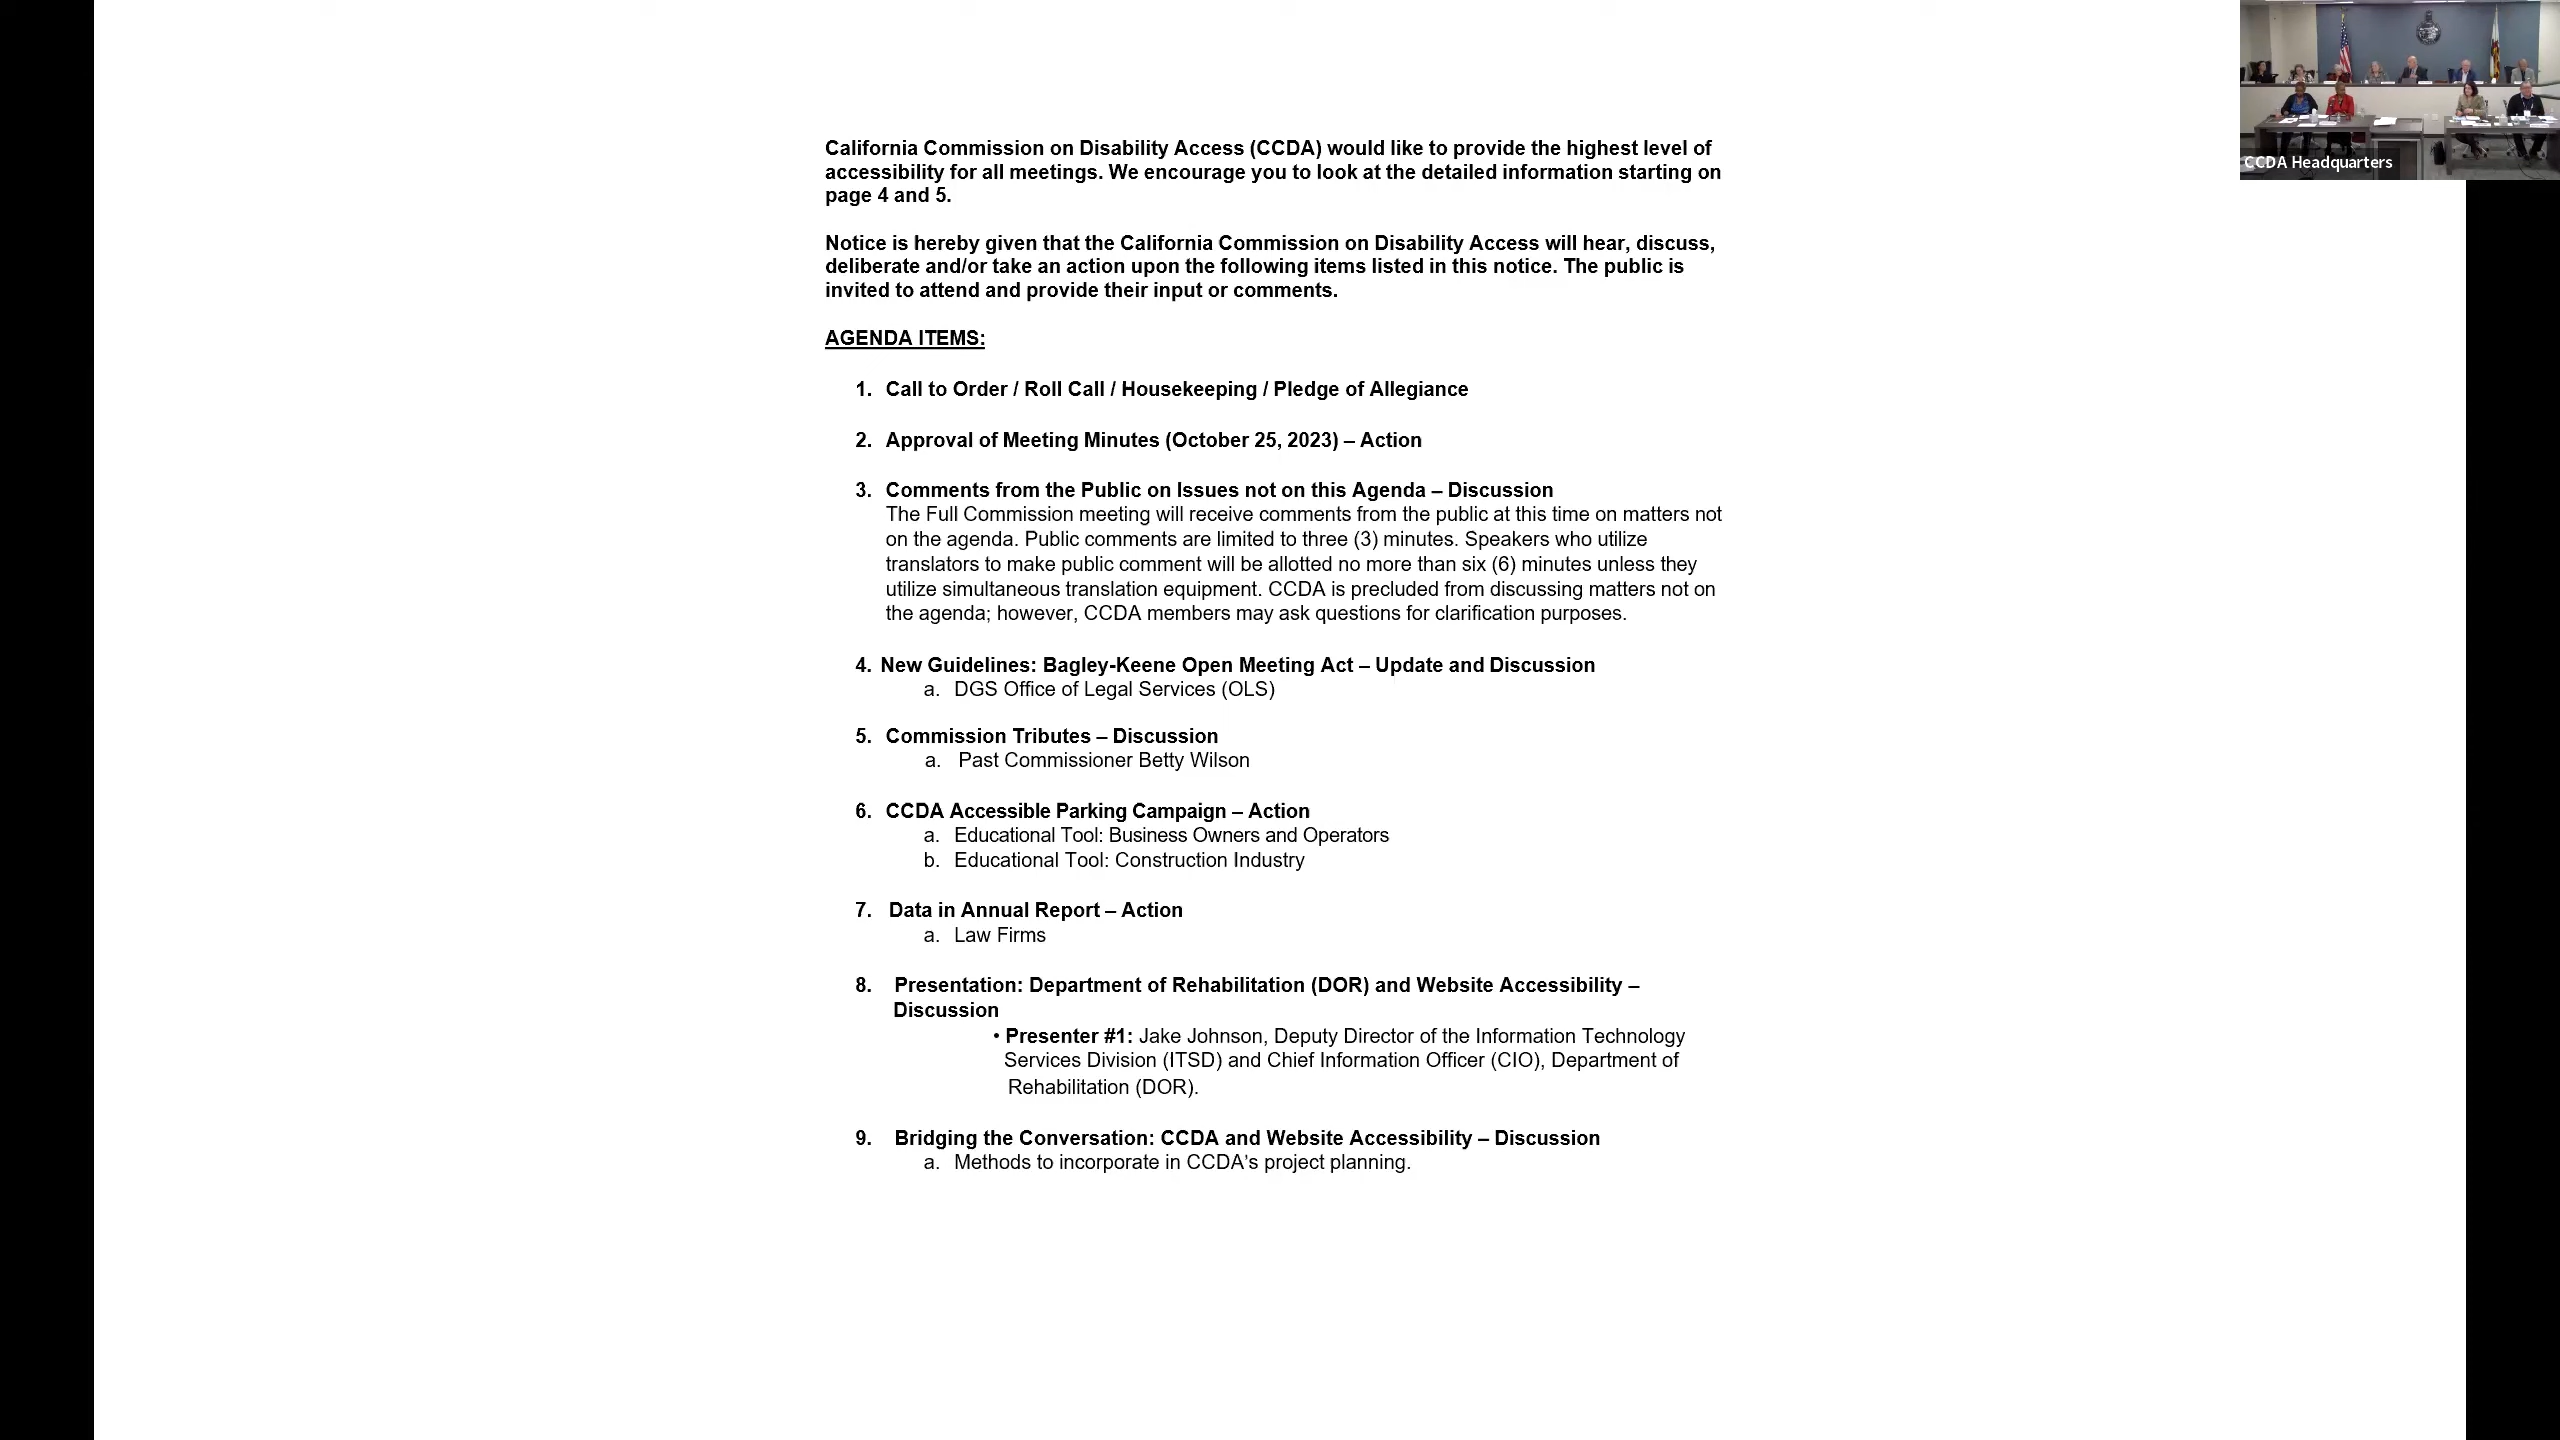 California Commission on Disability Access (CCDA) would like to provide the highest level of
accessibility for all meetings. We encourage you to look at the detailed information starting on
page 4 and 5.
Notice is hereby given that the California Commission on Disability Access will hear, discuss,
deliberate and/or take an action upon the following items listed in this notice. The public is
invited to attend and provide their input or comments.
AGENDA ITEMS:
1. Call to Order / Roll Call / Housekeeping / Pledge of Allegiance
2. Approval of Meeting Minutes (October 25, 2023) – Action
3. Comments from the Public on Issues not on this Agenda – Discussion
The Full Commission meeting will receive comments from the public at this time on matters not
on the agenda. Public comments are limited to three (3) minutes. Speakers who utilize
translators to make public comment will be allotted no more than six (6) minutes unless they
utilize simultaneous translation equipment. CCDA is precluded from discussing matters not on
the agenda; however, CCDA members may ask questions for clarification purposes.
4. New Guidelines: Bagley-Keene Open Meeting Act – Update and Discussion
a. DGS Office of Legal Services (OLS)
5. Commission Tributes – Discussion
a. Past Commissioner Betty Wilson
6. CCDA Accessible Parking Campaign – Action
a. Educational Tool: Business Owners and Operators
b. Educational Tool: Construction Industry
7. Data in Annual Report – Action
a. Law Firms
8. Presentation: Department of Rehabilitation (DOR) and Website Accessibility –
Discussion
• Presenter #1: Jake Johnson, Deputy Director of the Information Technology
Services Division (ITSD) and Chief Information Officer (CIO), Department of
Rehabilitation (DOR).
9. Bridging the Conversation: CCDA and Website Accessibility – Discussion
a. Methods to incorporate in CCDA’s project planning.
CCDA Headquarters